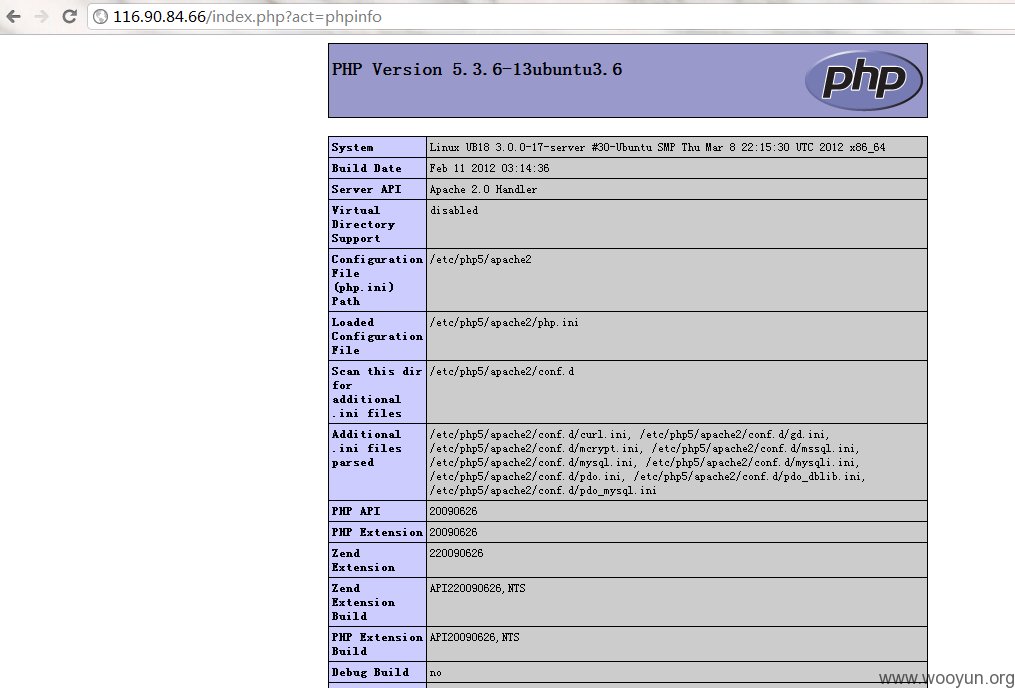 116.90.84.66/index.php?act=phpinfo
PHP Version 5.3.6-13ubuntu3.6
php
System Linux UB18 3.0.0-17-server #30-Ubuntu SMP Thu Mar 8 22:15:30 UTC 2012 x86_64
Build Date Feb 11 2012 03:14:36
Server API Apache 2.0 Handler
Virtual disabled
Directory
Support
Configuration /etc/php5/apache2
File
(php.ini)
Path
Loaded /etc/php5/apache2/php.ini
Configuration
File
Scan this dir /etc/php5/apache2/conf.d
for
additional
.ini files
Additional /etc/php5/apache2/conf.d/curl.ini, /etc/php5/apache2/conf.d/gd.ini,
.ini files /etc/php5/apache2/conf.d/mcrypt.ini, /etc/php5/apache2/conf.d/mssql.ini,
parsed /etc/php5/apache2/conf.d/mysql.ini, /etc/php5/apache2/conf.d/mysqli.ini,
/etc/php5/apache2/conf.d/pdo.ini, /etc/php5/apache2/conf.d/pdo_dblib.ini,
/etc/php5/apache2/conf.d/pdo_mysql.ini
PHP API 20090626
PHP Extension 20090626
Zend 220090626
Extension
Zend API220090626,NTS
Extension
Build
PHP Extension API20090626,NTS
Build
Debug Build no
www.wooyun.org